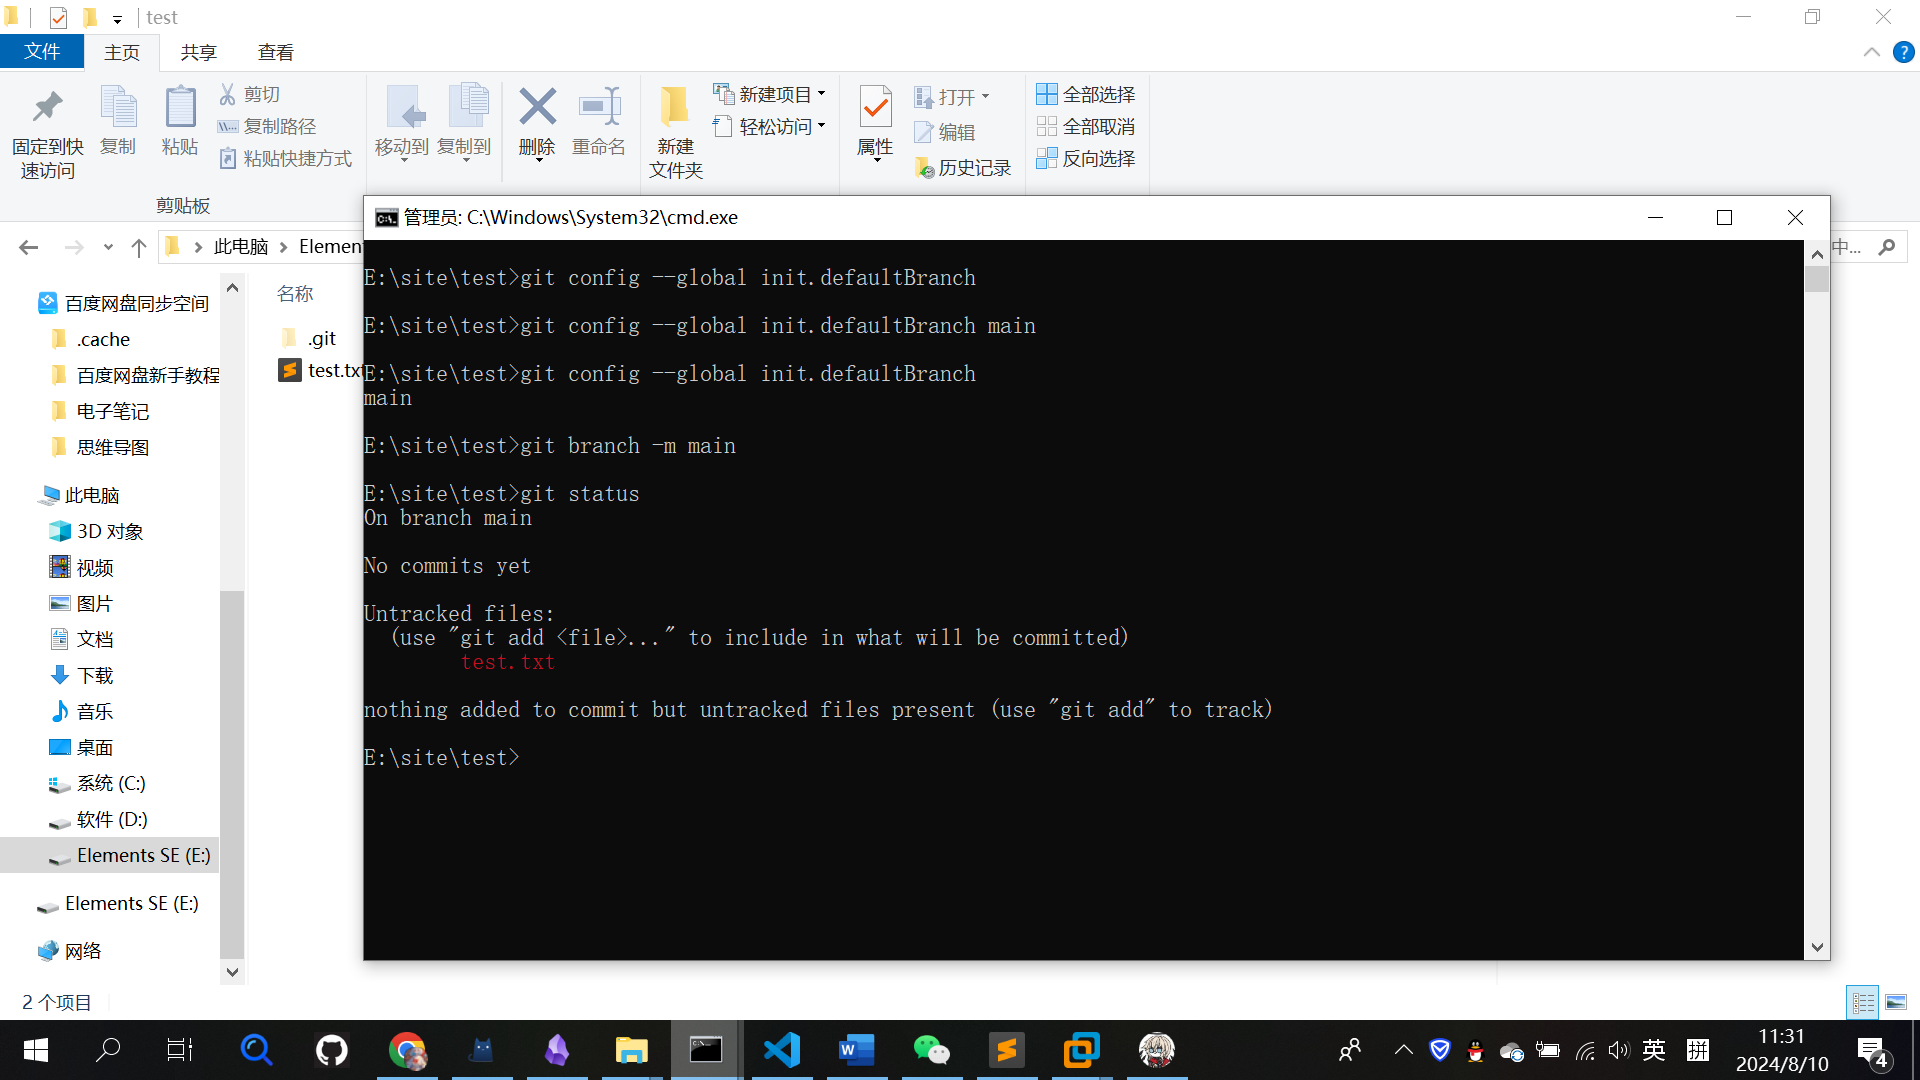 test
文件
主页
共享
查看
固定到快
速访问
复制
粘贴
剪切
复制路径
粘贴快捷方式
剪贴板
移动到
复制到
删除
重命名
新建
文件夹
新建项目
轻松访问
属性
打开
编辑
历史记录
全部选择
全部取消
反向选择
此电脑
Elemen
中...
百度网盘同步空间
.cache
百度网盘新手教程
电子笔记
思维导图
此电脑
3D 对象
视频
图片
文档
下载
音乐
桌面
系统 (C:)
软件 (D:)
Elements SE (E:)
Elements SE (E:)
网络
名称
.git
test.txt
管理员: C:\Windows\System32\cmd.exe
E:\site\test>git config --global init.defaultBranch
E:\site\test>git config --global init.defaultBranch main
E:\site\test>git config --global init.defaultBranch
main
E:\site\test>git branch -m main
E:\site\test>git status
On branch main
No commits yet
Untracked files:
(use "git add <file>..." to include in what will be committed)
test.txt
nothing added to commit but untracked files present (use "git add" to track)
E:\site\test>
2 个项目
英
拼
11:31
2024/8/10
4